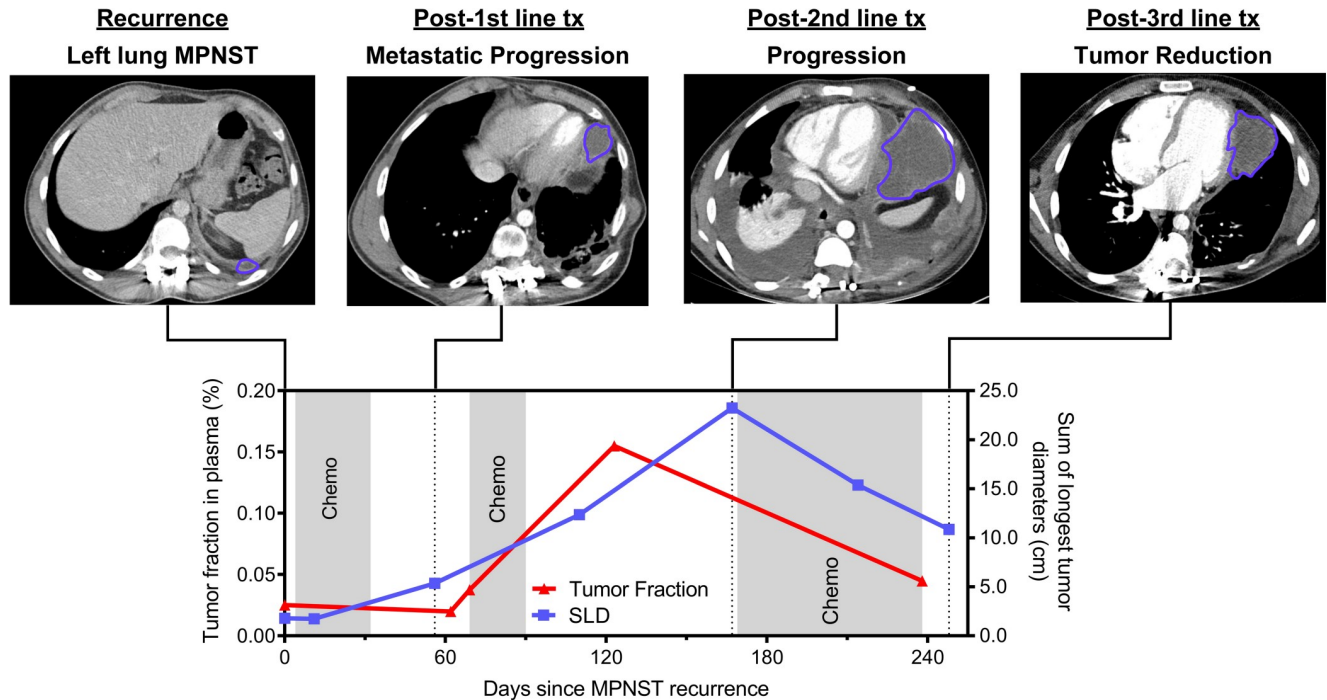 Recurrence
Left lung MPNST
Post-1st line tx
Metastatic Progression
Post-2nd line tx
Progression
Post-3rd line tx
Tumor Reduction
Tumor fraction in plasma (%)
0.20
0.15
0.10
0.05
0.00
Chemo
Chemo
Chemo
Tumor Fraction
SLD
25.0
20.0
15.0
10.0
5.0
0.0
Sum of longest tumor
diameters (cm)
0
60
120
180
240
Days since MPNST recurrence